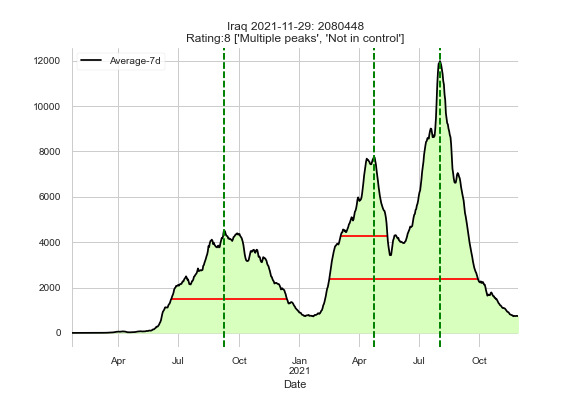 Iraq 2021-11-29: 2080448
Rating:8 ['Multiple peaks', 'Not in control']
Average-7d
12000
10000
8000
6000
4000
2000
0
Apr Jul Oct Jan Apr Jul Oct
2021
Date